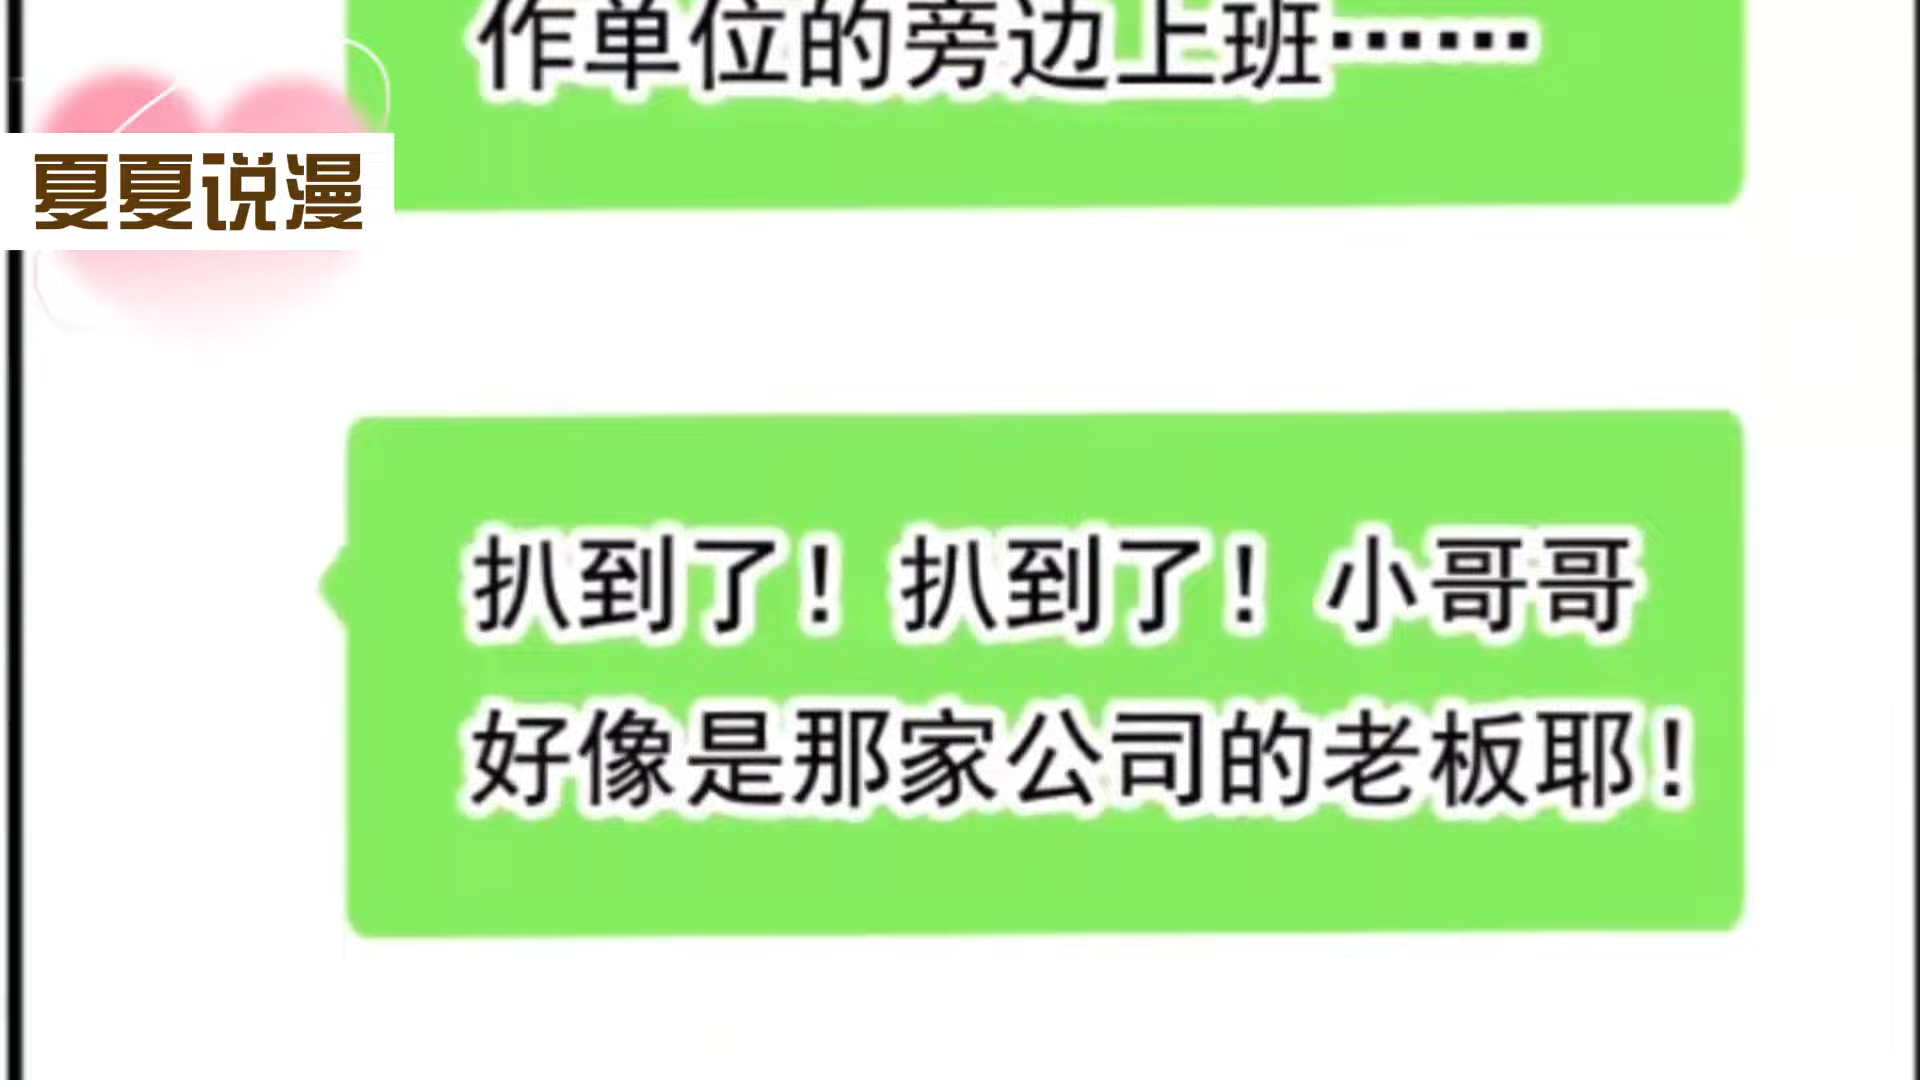 作单位的旁边上班……
夏夏说漫
扒到了！扒到了！小哥哥
好像是那家公司的老板耶！